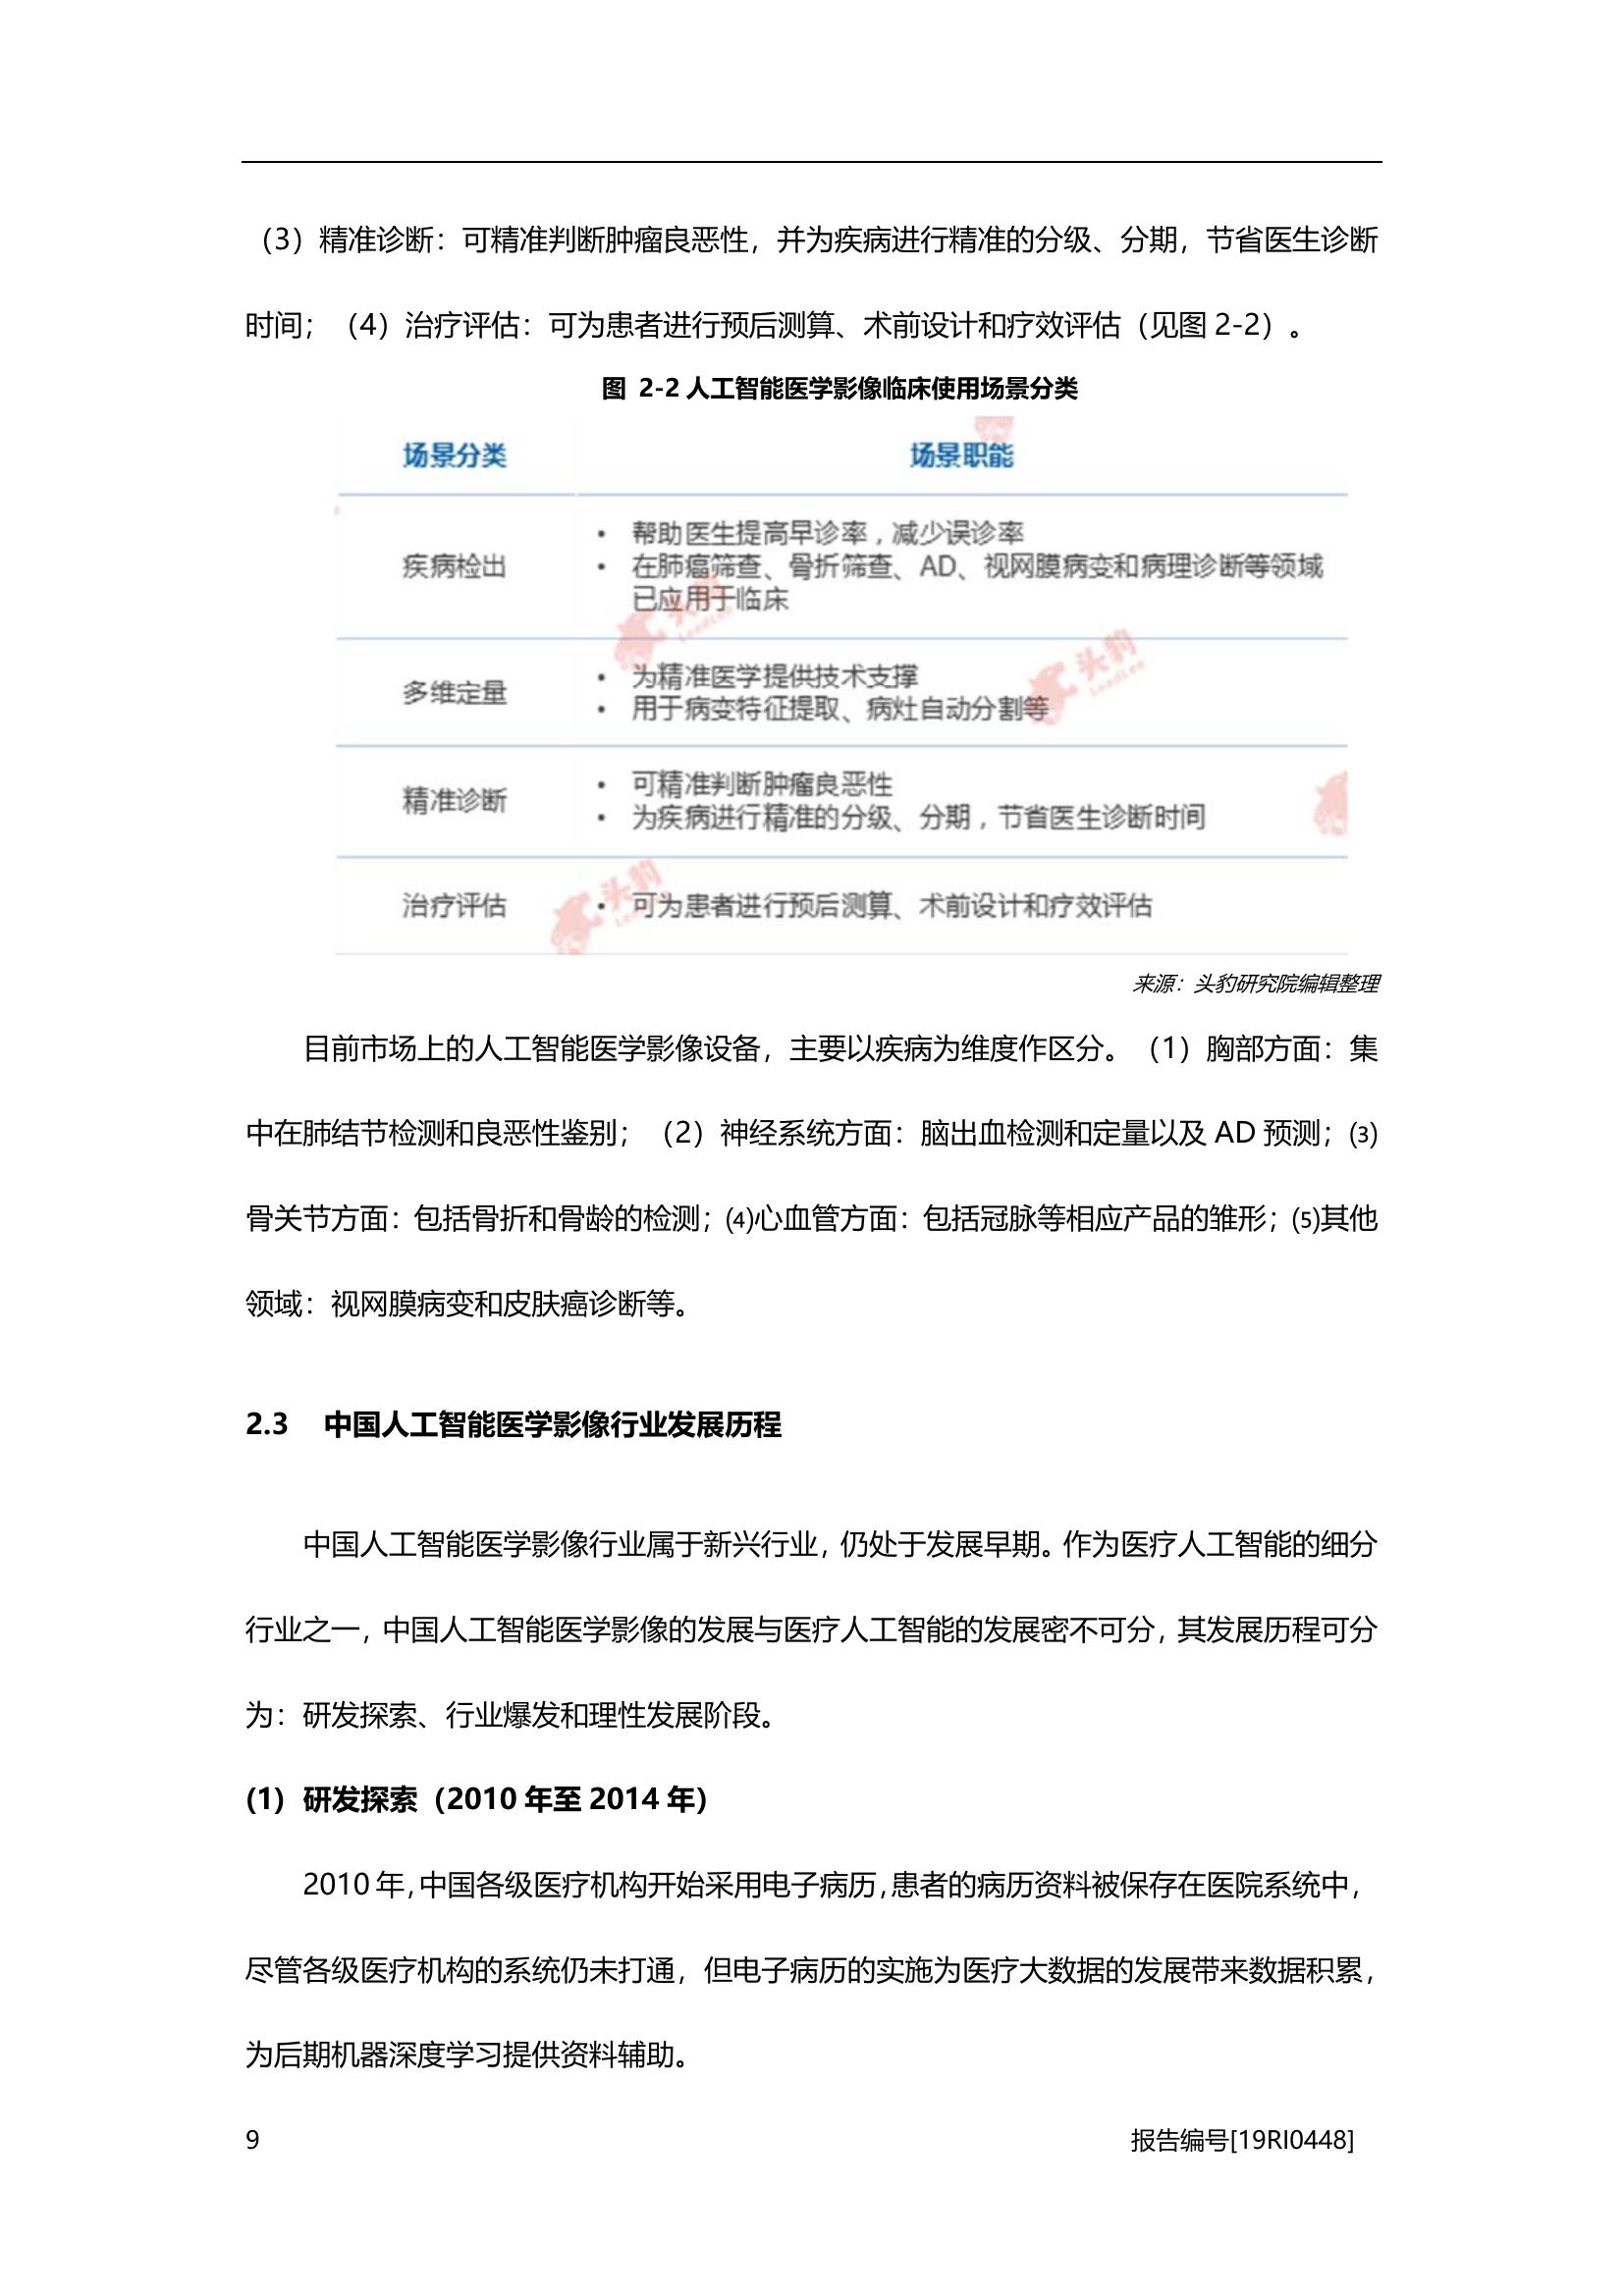 （3）精准诊断：可精准判断肿瘤良恶性，并为疾病进行精准的分级、分期，节省医生诊断
时间；（4）治疗评估：可为患者进行预后测算、术前设计和疗效评估（见图 2-2）。
图 2-2 人工智能医学影像临床使用场景分类
场景分类 场景职能
疾病检出
• 帮助医生提高早诊率，减少误诊率
• 在肺癌筛查、骨折筛查、AD、视网膜病变和病理诊断等领域
已应用于临床
多维定量
• 为精准医学提供技术支撑
• 用于病变特征提取、病灶自动分割等
精准诊断
• 可精准判断肿瘤良恶性
• 为疾病进行精准的分级、分期，节省医生诊断时间
治疗评估
• 可为患者进行预后测算、术前设计和疗效评估
头豹
LeadLeo
头豹
LeadLeo
头豹
LeadLeo
来源：头豹研究院编辑整理
目前市场上的人工智能医学影像设备，主要以疾病为维度作区分。（1）胸部方面：集
中在肺结节检测和良恶性鉴别；（2）神经系统方面：脑出血检测和定量以及 AD 预测；⑶
骨关节方面：包括骨折和骨龄的检测；⑷心血管方面：包括冠脉等相应产品的雏形；⑸其他
领域：视网膜病变和皮肤癌诊断等。
2.3 中国人工智能医学影像行业发展历程
中国人工智能医学影像行业属于新兴行业，仍处于发展早期。作为医疗人工智能的细分
行业之一，中国人工智能医学影像的发展与医疗人工智能的发展密不可分，其发展历程可分
为：研发探索、行业爆发和理性发展阶段。
(1) 研发探索（2010 年至 2014 年）
2010 年，中国各级医疗机构开始采用电子病历，患者的病历资料被保存在医院系统中，
尽管各级医疗机构的系统仍未打通，但电子病历的实施为医疗大数据的发展带来数据积累，
为后期机器深度学习提供资料辅助。
9 报告编号[19RI0448]